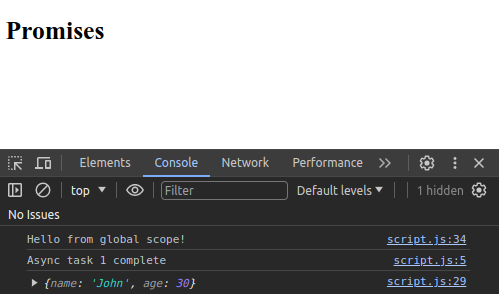 Promises
Elements Console Network Performance
top Filter Default levels 1 hidden
No Issues
Hello from global scope! script.js:34
Async task 1 complete script.js:5
{name: 'John', age: 30} script.js:29